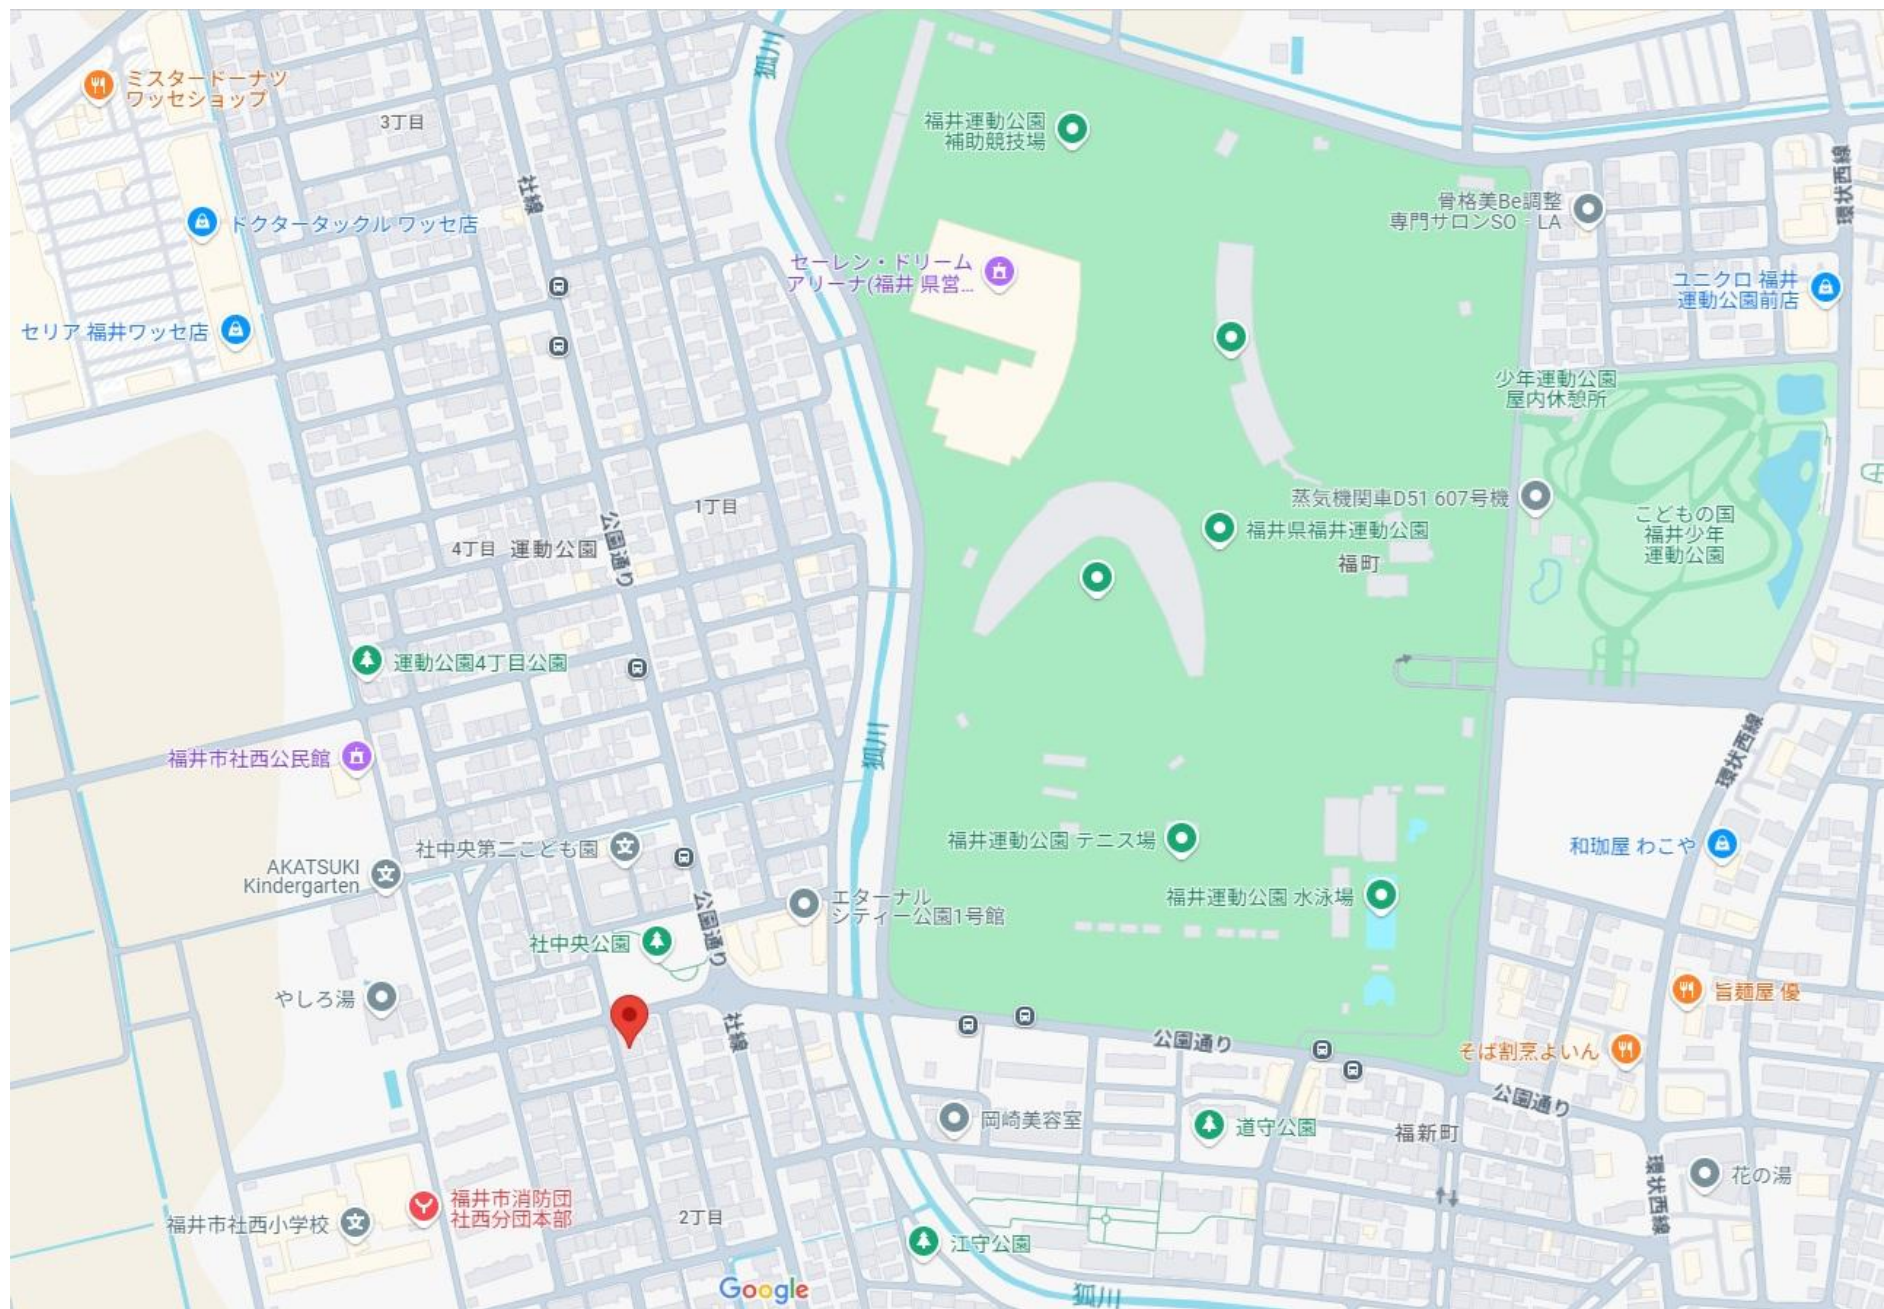 ミスタードーナツ
ワッセショップ
3丁目
社線
狐川
福井運動公園
補助競技場
環状西線
骨格美Be調整
専門サロンSO‐LA
ドクタータックル ワッセ店
セーレン・ドリーム
アリーナ(福井 県営...
ユニクロ 福井
運動公園前店
セリア 福井ワッセ店
少年運動公園
屋内休憩所
蒸気機関車D51 607号機
1丁目
こどもの国
福井少年
運動公園
福井県福井運動公園
4丁目
運動公園
公園通り
福町
運動公園4丁目公園
狐川
環状西線
福井市社西公民館
社中央第二こども園
福井運動公園 テニス場
和珈屋 わこや
AKATSUKI
Kindergarten
エターナル
シティー公園1号館
福井運動公園 水泳場
公園通り
社中央公園
やしろ湯
旨麺屋 優
社線
公園通り
そば割烹よいん
公園通り
岡崎美容室
道守公園
福新町
環状西線
花の湯
福井市消防団
社西分団本部
福井市社西小学校
2丁目
江守公園
Google
狐川